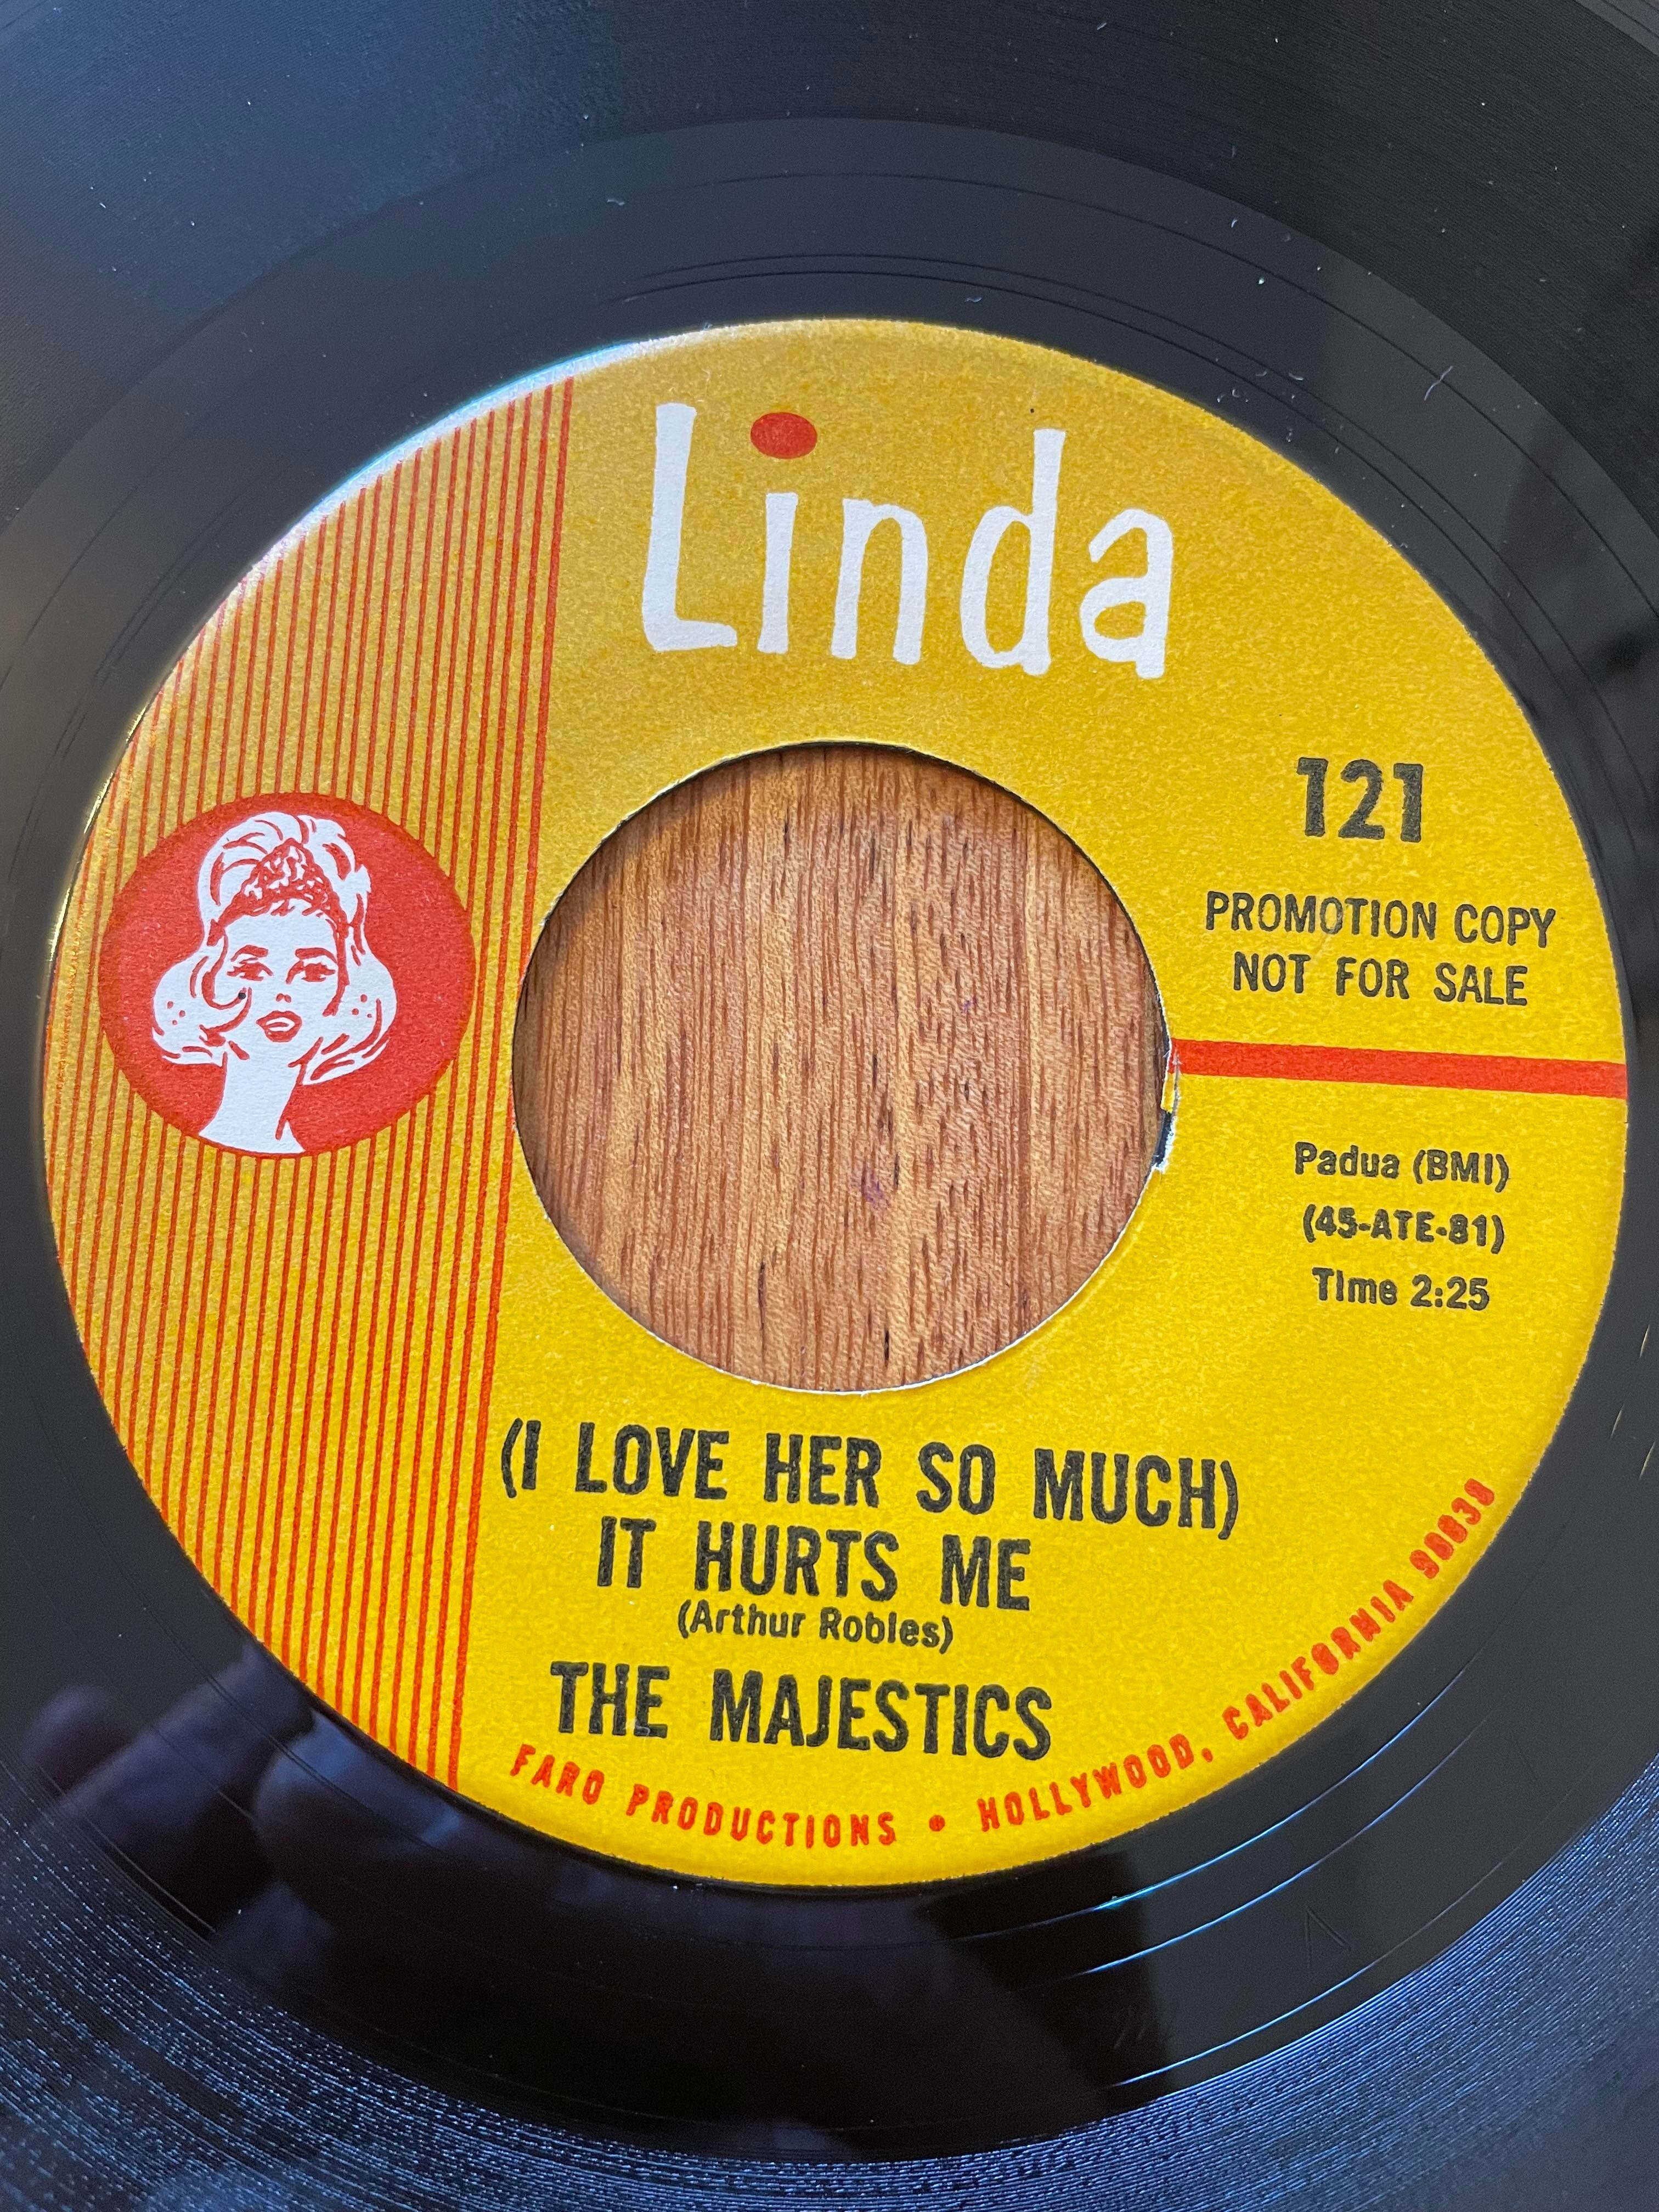 Linda
121
PROMOTION COPY
NOT FOR SALE
Padua (BMI)
(45-ATE-81)
Time 2:25
(I LOVE HER SO MUCH)
IT HURTS ME
(Arthur Robles)
THE MAJESTICS
FARO PRODUCTIONS • HOLLYWOOD, CALIFORNIA 90038